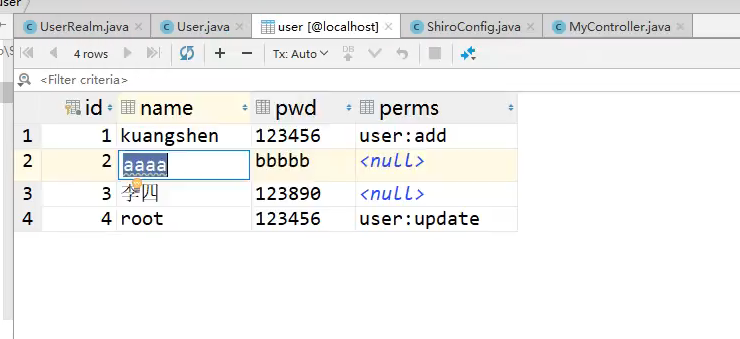 user
UserRealm.java User.java user [@localhost] ShiroConfig.java MyController.java
4 rows Tx: Auto DB
<Filter criteria>
id name pwd perms
1 1 kuangshen 123456 user:add
2 2 aaaa bbbbb <null>
3 3 李四 123890 <null>
4 4 root 123456 user:update